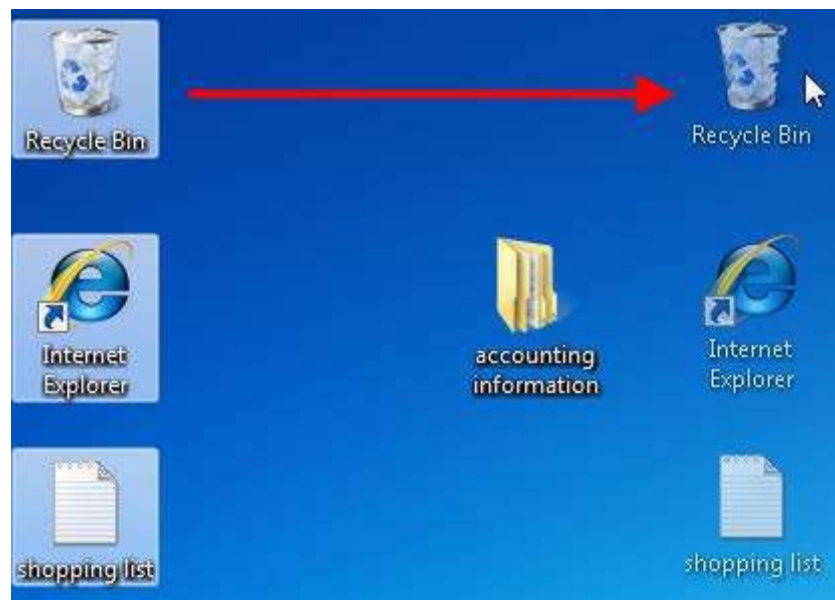 Recycle Bin
Recycle Bin
Internet
Explorer
accounting
information
Internet
Explorer
shopping list
shopping list